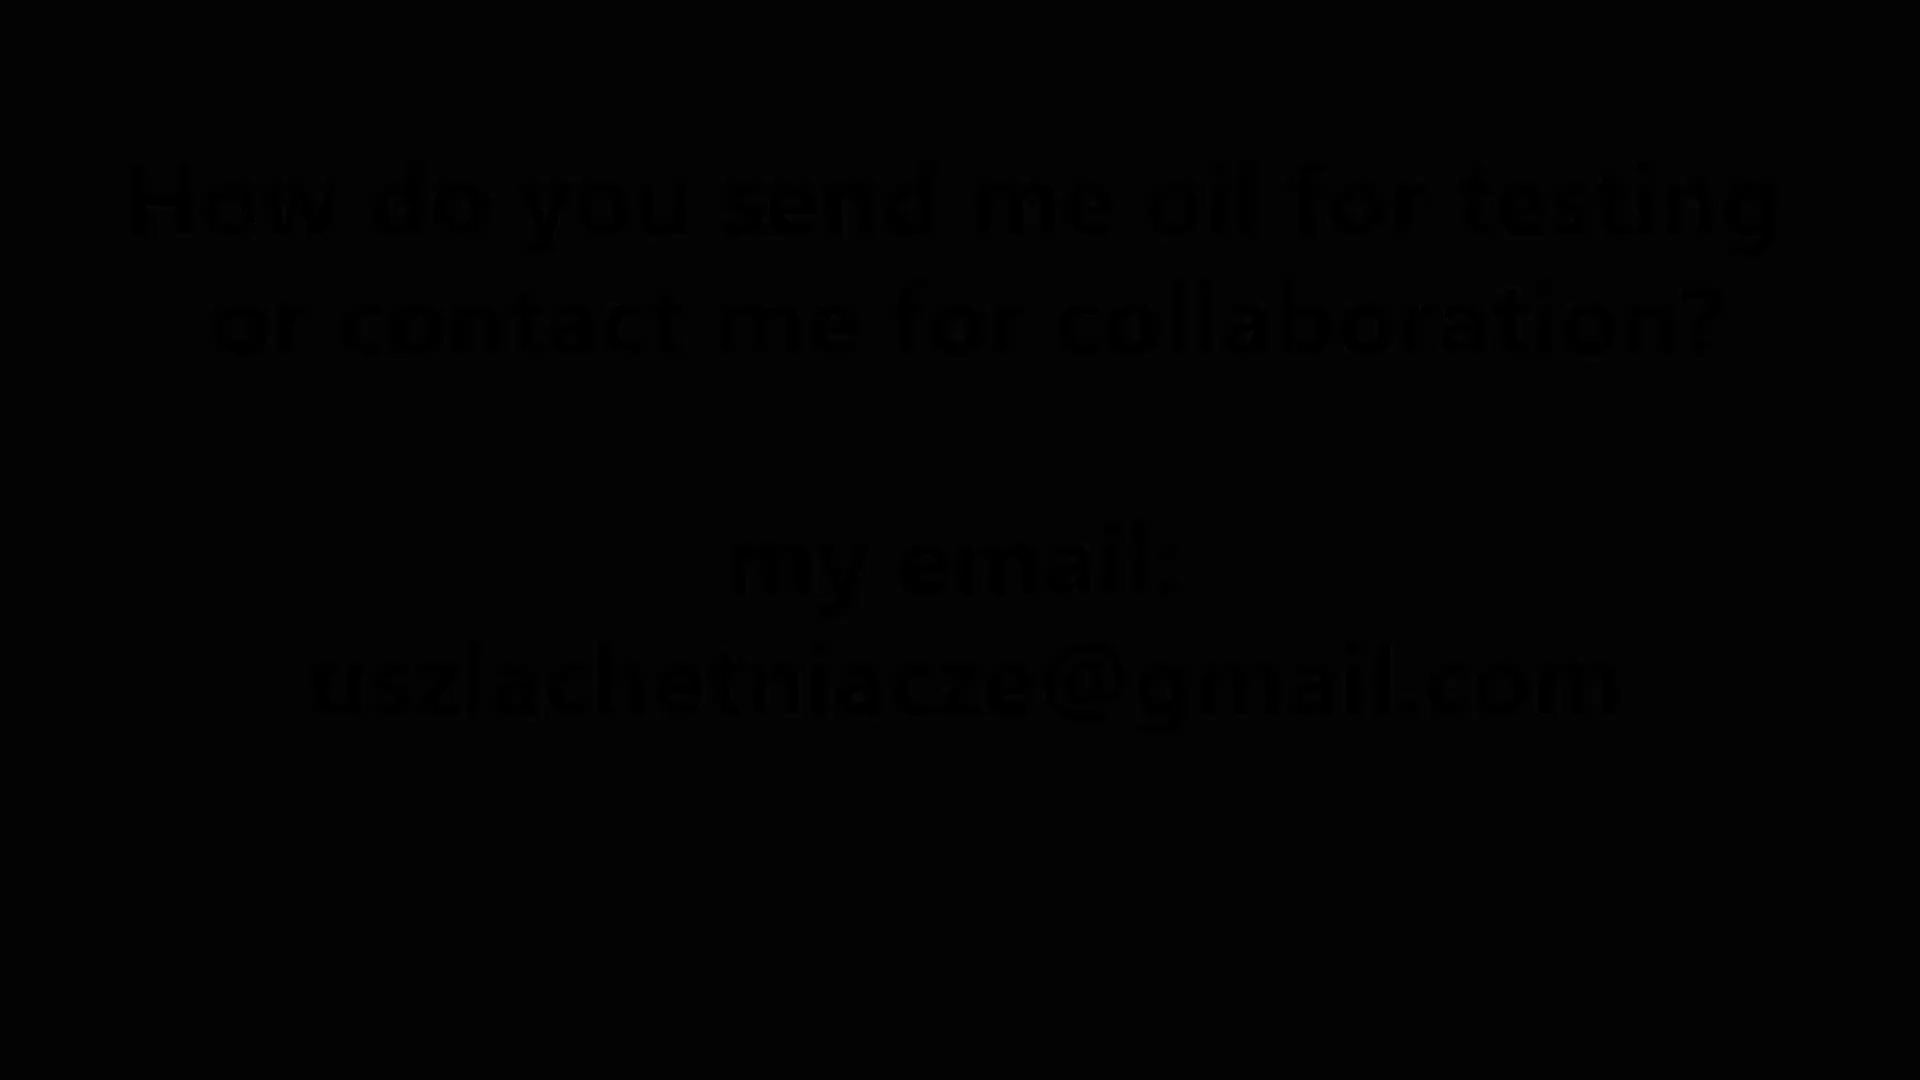 How do you send me oil for testing
or contact me for collaboration?
my email:
uszlachetniacze@gmail.com